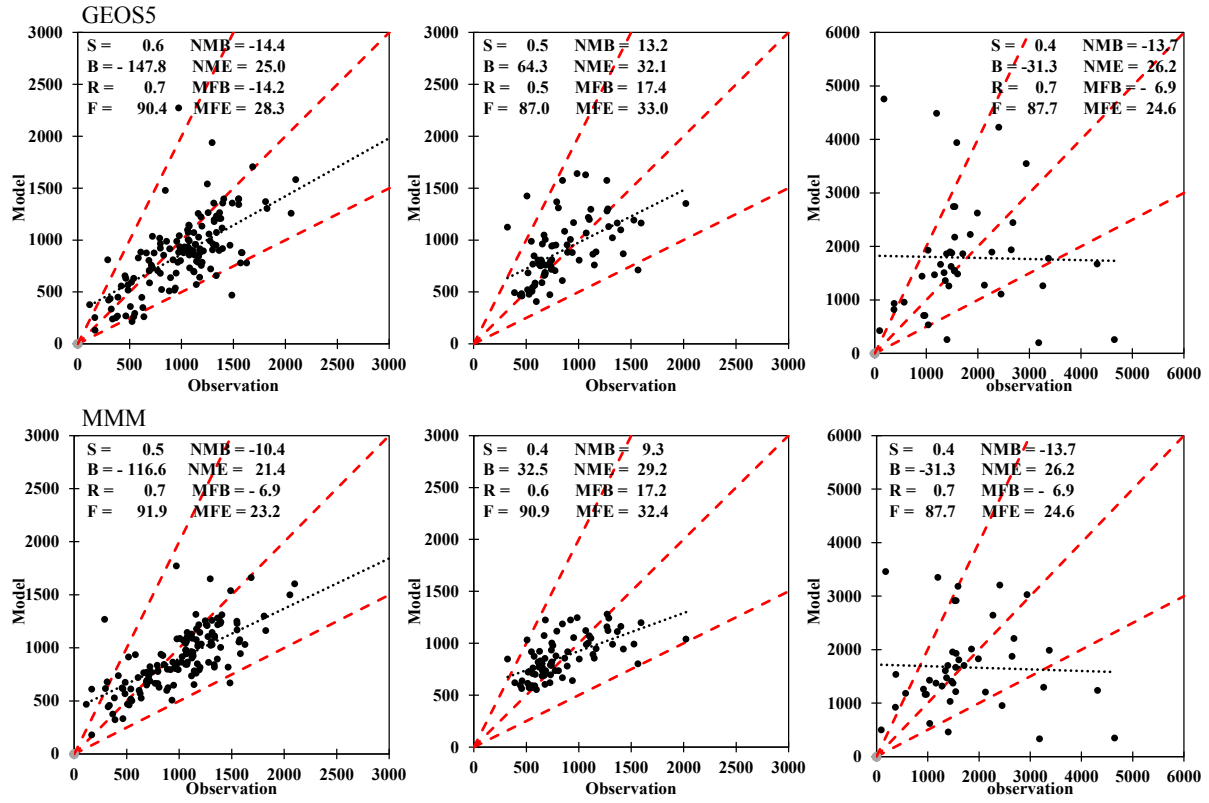 GEOS5
3000
2500
2000
1500
1000
500
0
Model
S = 0.6 NMB = -14.4
B = - 147.8 NME = 25.0
R = 0.7 MFB = -14.2
F = 90.4 MFE = 28.3
0 500 1000 1500 2000 2500 3000
Observation
3000
2500
2000
1500
1000
500
0
Model
S = 0.5 NMB = 13.2
B = 64.3 NME = 32.1
R = 0.5 MFB = 17.4
F = 87.0 MFE = 33.0
0 500 1000 1500 2000 2500 3000
Observation
6000
5000
4000
3000
2000
1000
0
Model
S = 0.4 NMB = -13.7
B = -31.3 NME = 26.2
R = 0.7 MFB = - 6.9
F = 87.7 MFE = 24.6
0 1000 2000 3000 4000 5000 6000
observation
MMM
3000
2500
2000
1500
1000
500
0
Model
S = 0.5 NMB = -10.4
B = - 116.6 NME = 21.4
R = 0.7 MFB = - 6.9
F = 91.9 MFE = 23.2
0 500 1000 1500 2000 2500 3000
Observation
3000
2500
2000
1500
1000
500
0
Model
S = 0.4 NMB = 9.3
B = 32.5 NME = 29.2
R = 0.6 MFB = 17.2
F = 90.9 MFE = 32.4
0 500 1000 1500 2000 2500 3000
Observation
6000
5000
4000
3000
2000
1000
0
Model
S = 0.4 NMB = -13.7
B = -31.3 NME = 26.2
R = 0.7 MFB = - 6.9
F = 87.7 MFE = 24.6
0 1000 2000 3000 4000 5000 6000
Observation